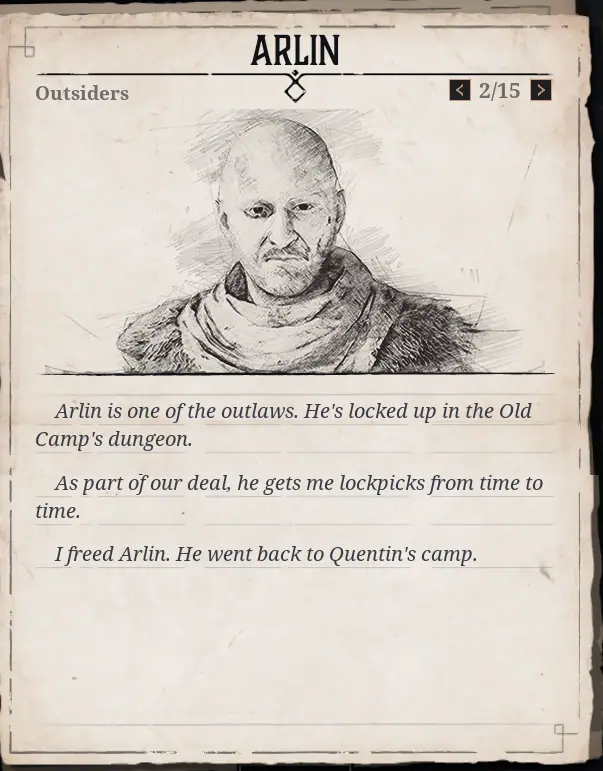 ARLIN
Outsiders
< 2/15 >
Arlin is one of the outlaws. He's locked up in the Old
Camp's dungeon.
As part of our deal, he gets me lockpicks from time to
time.
I freed Arlin. He went back to Quentin's camp.